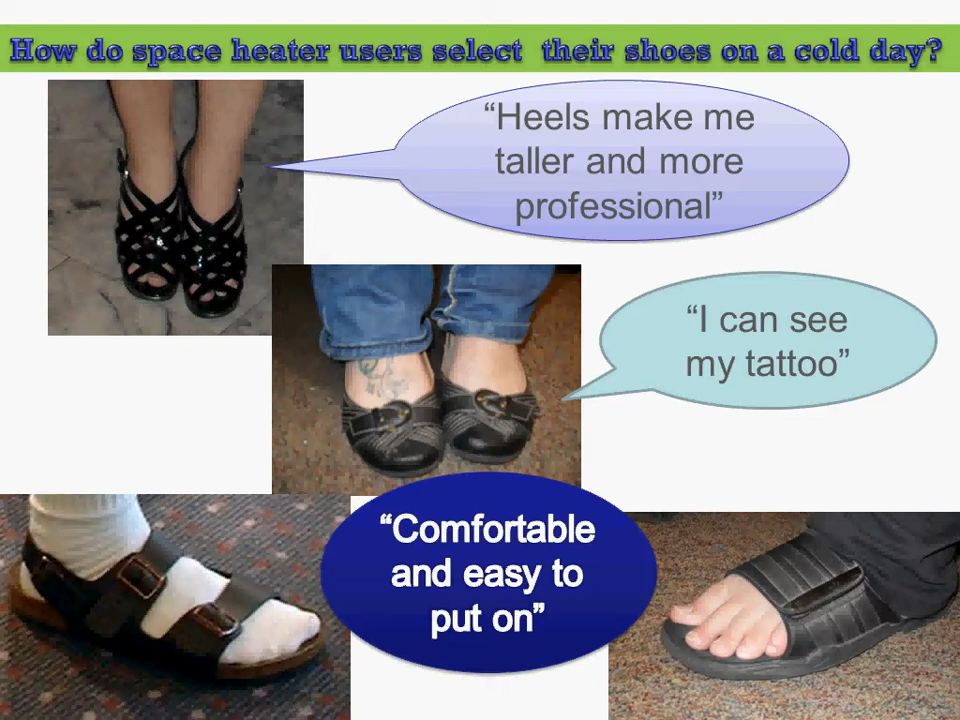 How do space heater users select their shoes on a cold day?
“Heels make me
taller and more
professional”
“I can see
my tattoo”
“Comfortable
and easy to
put on”